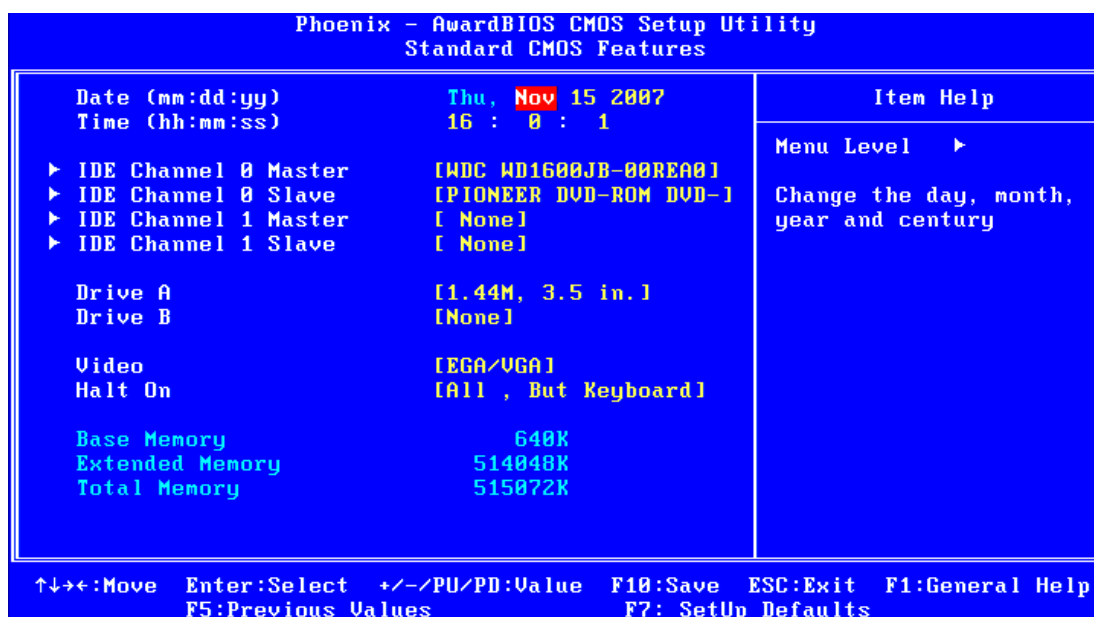 Phoenix - AwardBIOS CMOS Setup Utility
Standard CMOS Features
Date (mm:dd:yy) Thu, Nov 15 2007
Time (hh:mm:ss) 16 : 0 : 1
IDE Channel 0 Master [WDC WD1600JB-00REA0]
IDE Channel 0 Slave [PIONEER DVD-ROM DVD-]
IDE Channel 1 Master [ None]
IDE Channel 1 Slave [ None]
Drive A [1.44M, 3.5 in.]
Drive B [None]
Video [EGA/VGA]
Halt On [All , But Keyboard]
Base Memory 640K
Extended Memory 514048K
Total Memory 515072K
Item Help
Menu Level ▶
Change the day, month,
year and century
↑↓→←:Move Enter:Select +/-/PU/PD:Value F10:Save ESC:Exit F1:General Help
F5:Previous Values F7: SetUp Defaults